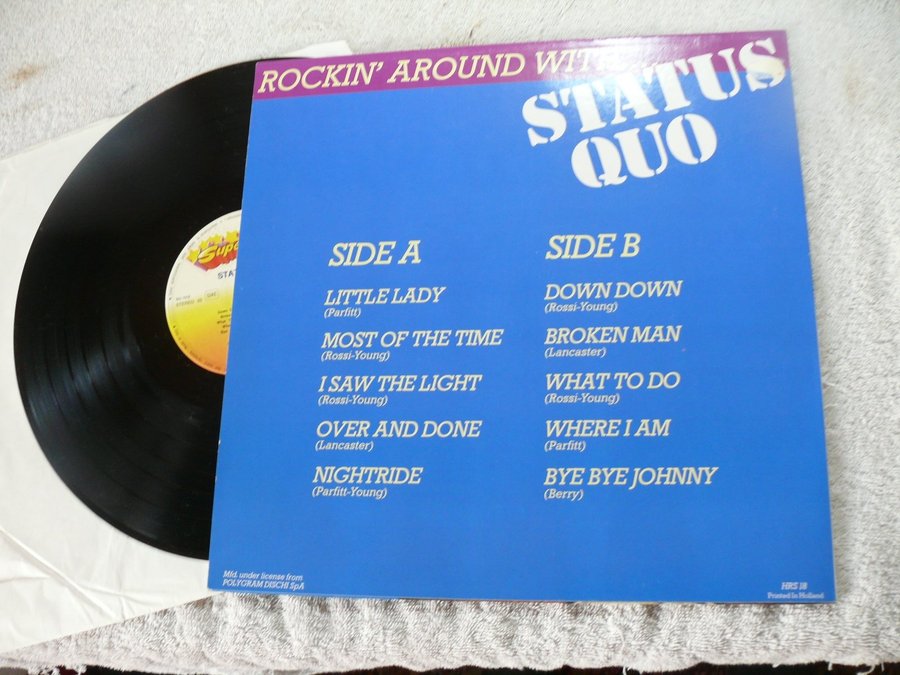 ROCKIN' AROUND WITH
STATUS
QUO
SIDE A
LITTLE LADY
(Parfitt)
MOST OF THE TIME
(Rossi-Young)
I SAW THE LIGHT
(Rossi-Young)
OVER AND DONE
(Lancaster)
NIGHTRIDE
(Parfitt-Young)
SIDE B
DOWN DOWN
(Rossi-Young)
BROKEN MAN
(Lancaster)
WHAT TO DO
(Rossi-Young)
WHERE I AM
(Parfitt)
BYE BYE JOHNNY
(Berry)
Mfd. under license from
POLYGRAM DISCHI SpA
HRS 18
Printed In Holland
Supe
STAT
STEREO